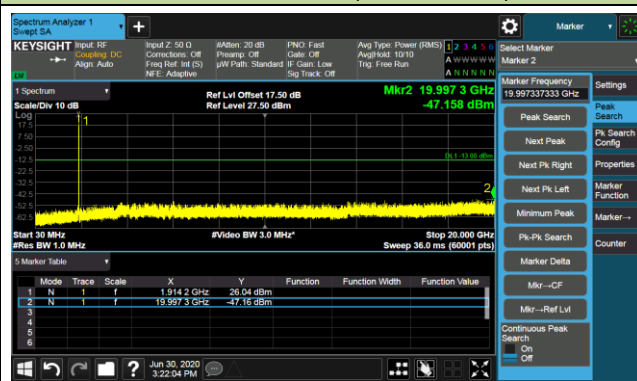 Spectrum Analyzer 1
Swept SA
+
Marker
KEYSIGHT
Input: RF
Coupling: DC
Align: Auto
Input Z: 50 Ω
Corrections: Off
Freq Ref: Int (S)
NFE: Adaptive
#Atten: 20 dB
Preamp: Off
µW Path: Standard
PNO: Fast
Gate: Off
IF Gain: Low
Sig Track: Off
Avg Type: Power (RMS)
Avg|Hold: 10/10
Trig: Free Run
1 2 3 4 5 6
A W W W W W
A N N N N N
LVI
Select Marker
Marker 2
Marker Frequency
19.997337333 GHz
Settings
Peak Search
Next Peak
Next Pk Right
Next Pk Left
Minimum Peak
Pk-Pk Search
Marker Delta
Mkr→CF
Mkr→Ref Lvl
Continuous Peak
Search
On
Off
Peak
Search
Pk Search
Config
Properties
Marker
Function
Marker→
Counter
1 Spectrum
Scale/Div 10 dB
Log
Ref Lvl Offset 17.50 dB
Ref Level 27.50 dBm
Mkr2 19.997 3 GHz
-47.158 dBm
17.5
7.50
-2.50
-12.5
-22.5
-32.5
-42.5
-52.5
-62.5
1
DL1 -13.00 dBm
2
Start 30 MHz
#Res BW 1.0 MHz
#Video BW 3.0 MHz*
Stop 20.000 GHz
Sweep 36.0 ms (60001 pts)
5 Marker Table
Mode Trace Scale X Y Function Function Width Function Value
1 N 1 f 1.914 2 GHz 26.04 dBm
2 N 1 f 19.997 3 GHz -47.16 dBm
3
4
5
6
?
Jun 30, 2020
3:22:04 PM